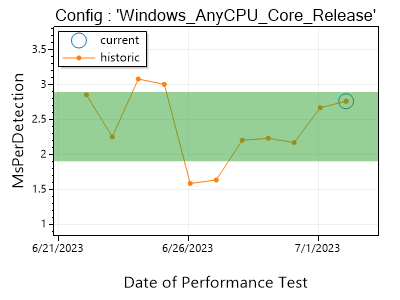 Config : 'Windows_AnyCPU_Core_Release'
current
historic
3.5
3
2.5
2
1.5
1
MsPerDetection
6/21/2023
6/26/2023
7/1/2023
Date of Performance Test